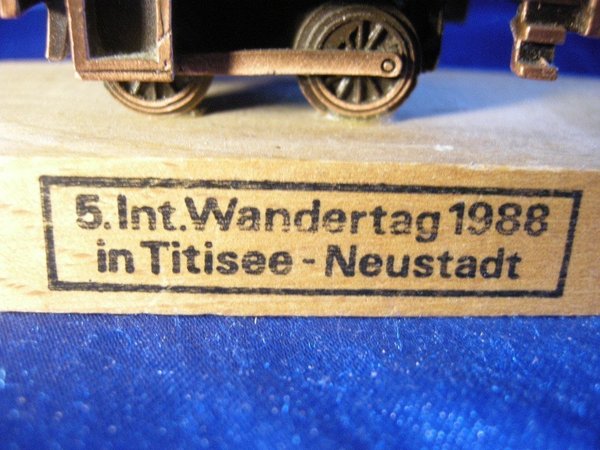 5. Int. Wandertag 1988
in Titisee - Neustadt